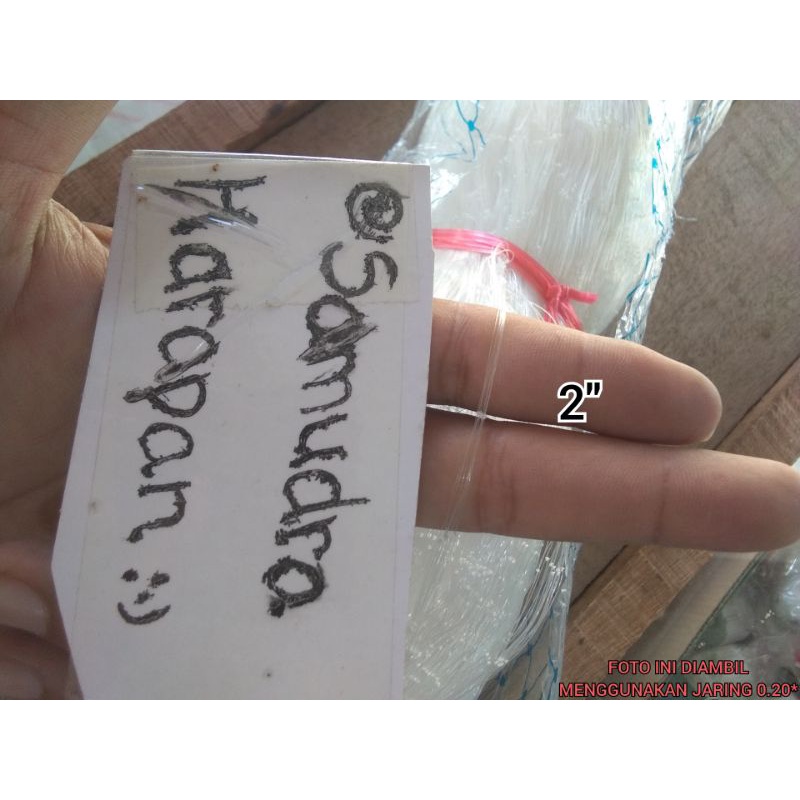 @Samudra
Harapan :)
2"
FOTO INI DIAMBIL
MENGGUNAKAN JARING 0.20*